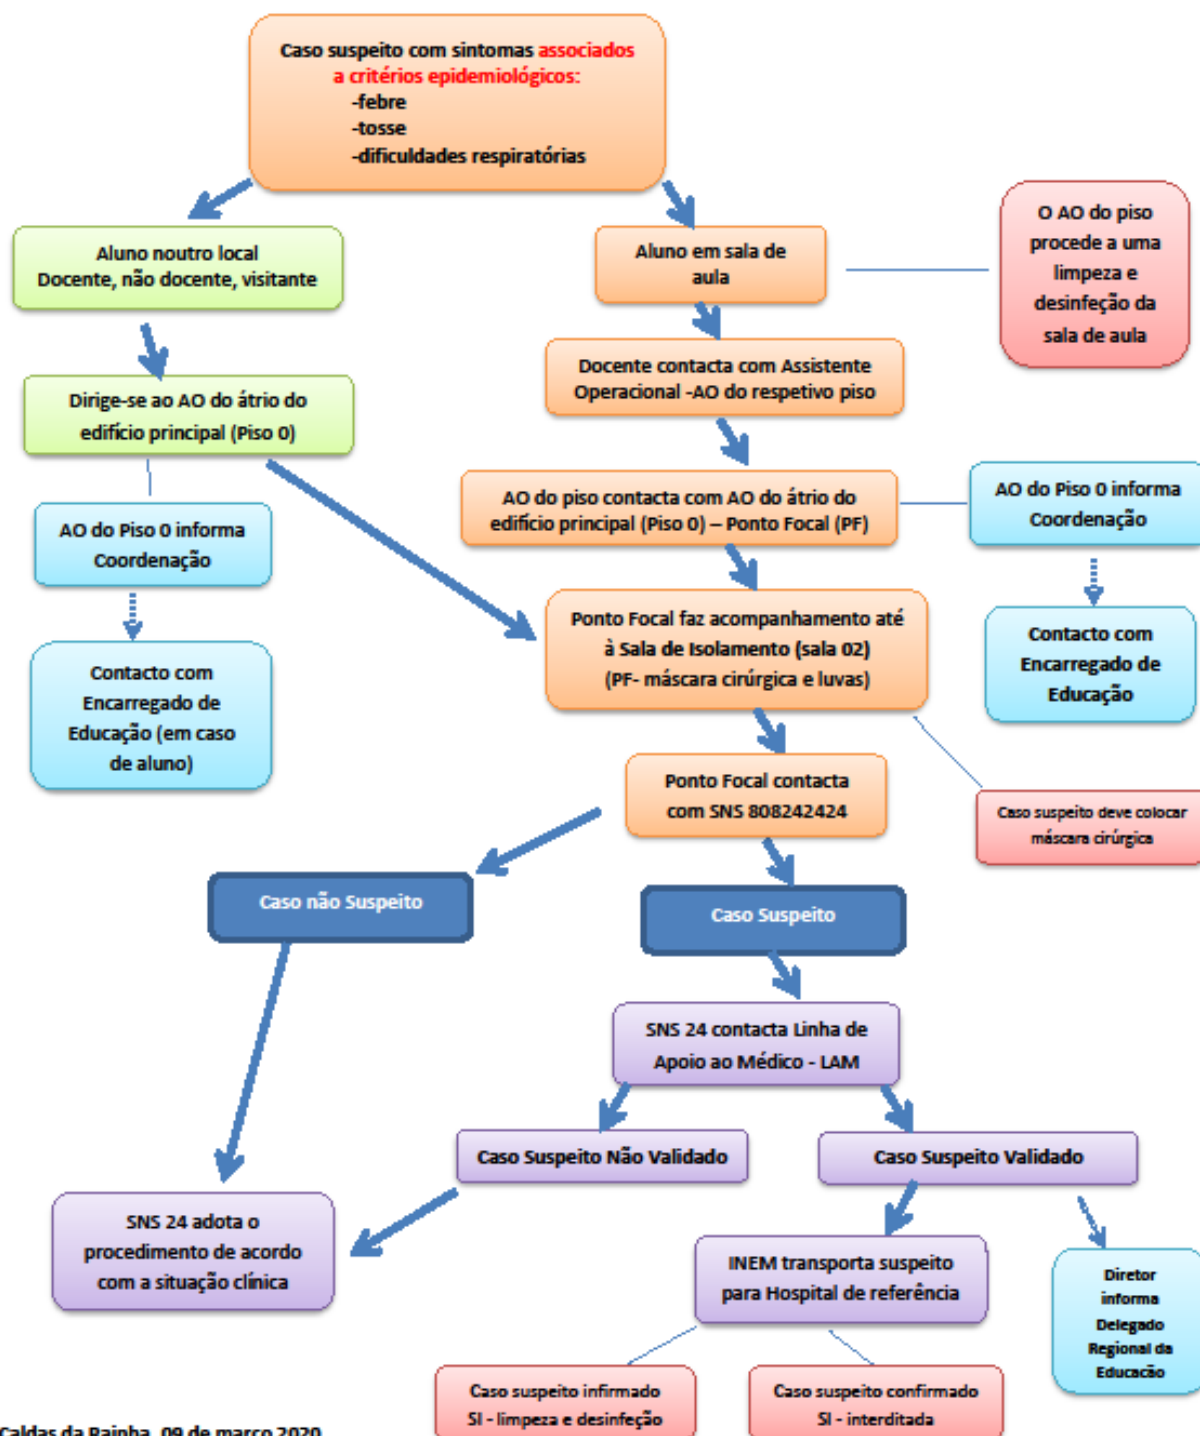 Caso suspeito com sintomas associados
a critérios epidemiológicos:
-febre
-tosse
-dificuldades respiratórias
O AO do piso
procede a uma
limpeza e
desinfeção da
sala de aula
Aluno noutro local
Docente, não docente, visitante
Aluno em sala de
aula
Docente contacta com Assistente
Operacional -AO do respetivo piso
Dirige-se ao AO do átrio do
edifício principal (Piso 0)
AO do piso contacta com AO do átrio do
edifício principal (Piso 0) – Ponto Focal (PF)
AO do Piso 0 informa
Coordenação
AO do Piso 0 informa
Coordenação
Ponto Focal faz acompanhamento até
à Sala de Isolamento (sala 02)
(PF- máscara cirúrgica e luvas)
Contacto com
Encarregado de
Educação
Contacto com
Encarregado de
Educação (em caso
de aluno)
Ponto Focal contacta
com SNS 808242424
Caso suspeito deve colocar
máscara cirúrgica
Caso não Suspeito
Caso Suspeito
SNS 24 contacta Linha de
Apoio ao Médico - LAM
Caso Suspeito Não Validado
Caso Suspeito Validado
SNS 24 adota o
procedimento de acordo
com a situação clínica
INEM transporta suspeito
para Hospital de referência
Diretor
informa
Delegado
Regional da
Educacão
Caso suspeito infirmado
SI - limpeza e desinfeção
Caso suspeito confirmado
SI - interditada
Caldas da Rainha, 09 de março 2020